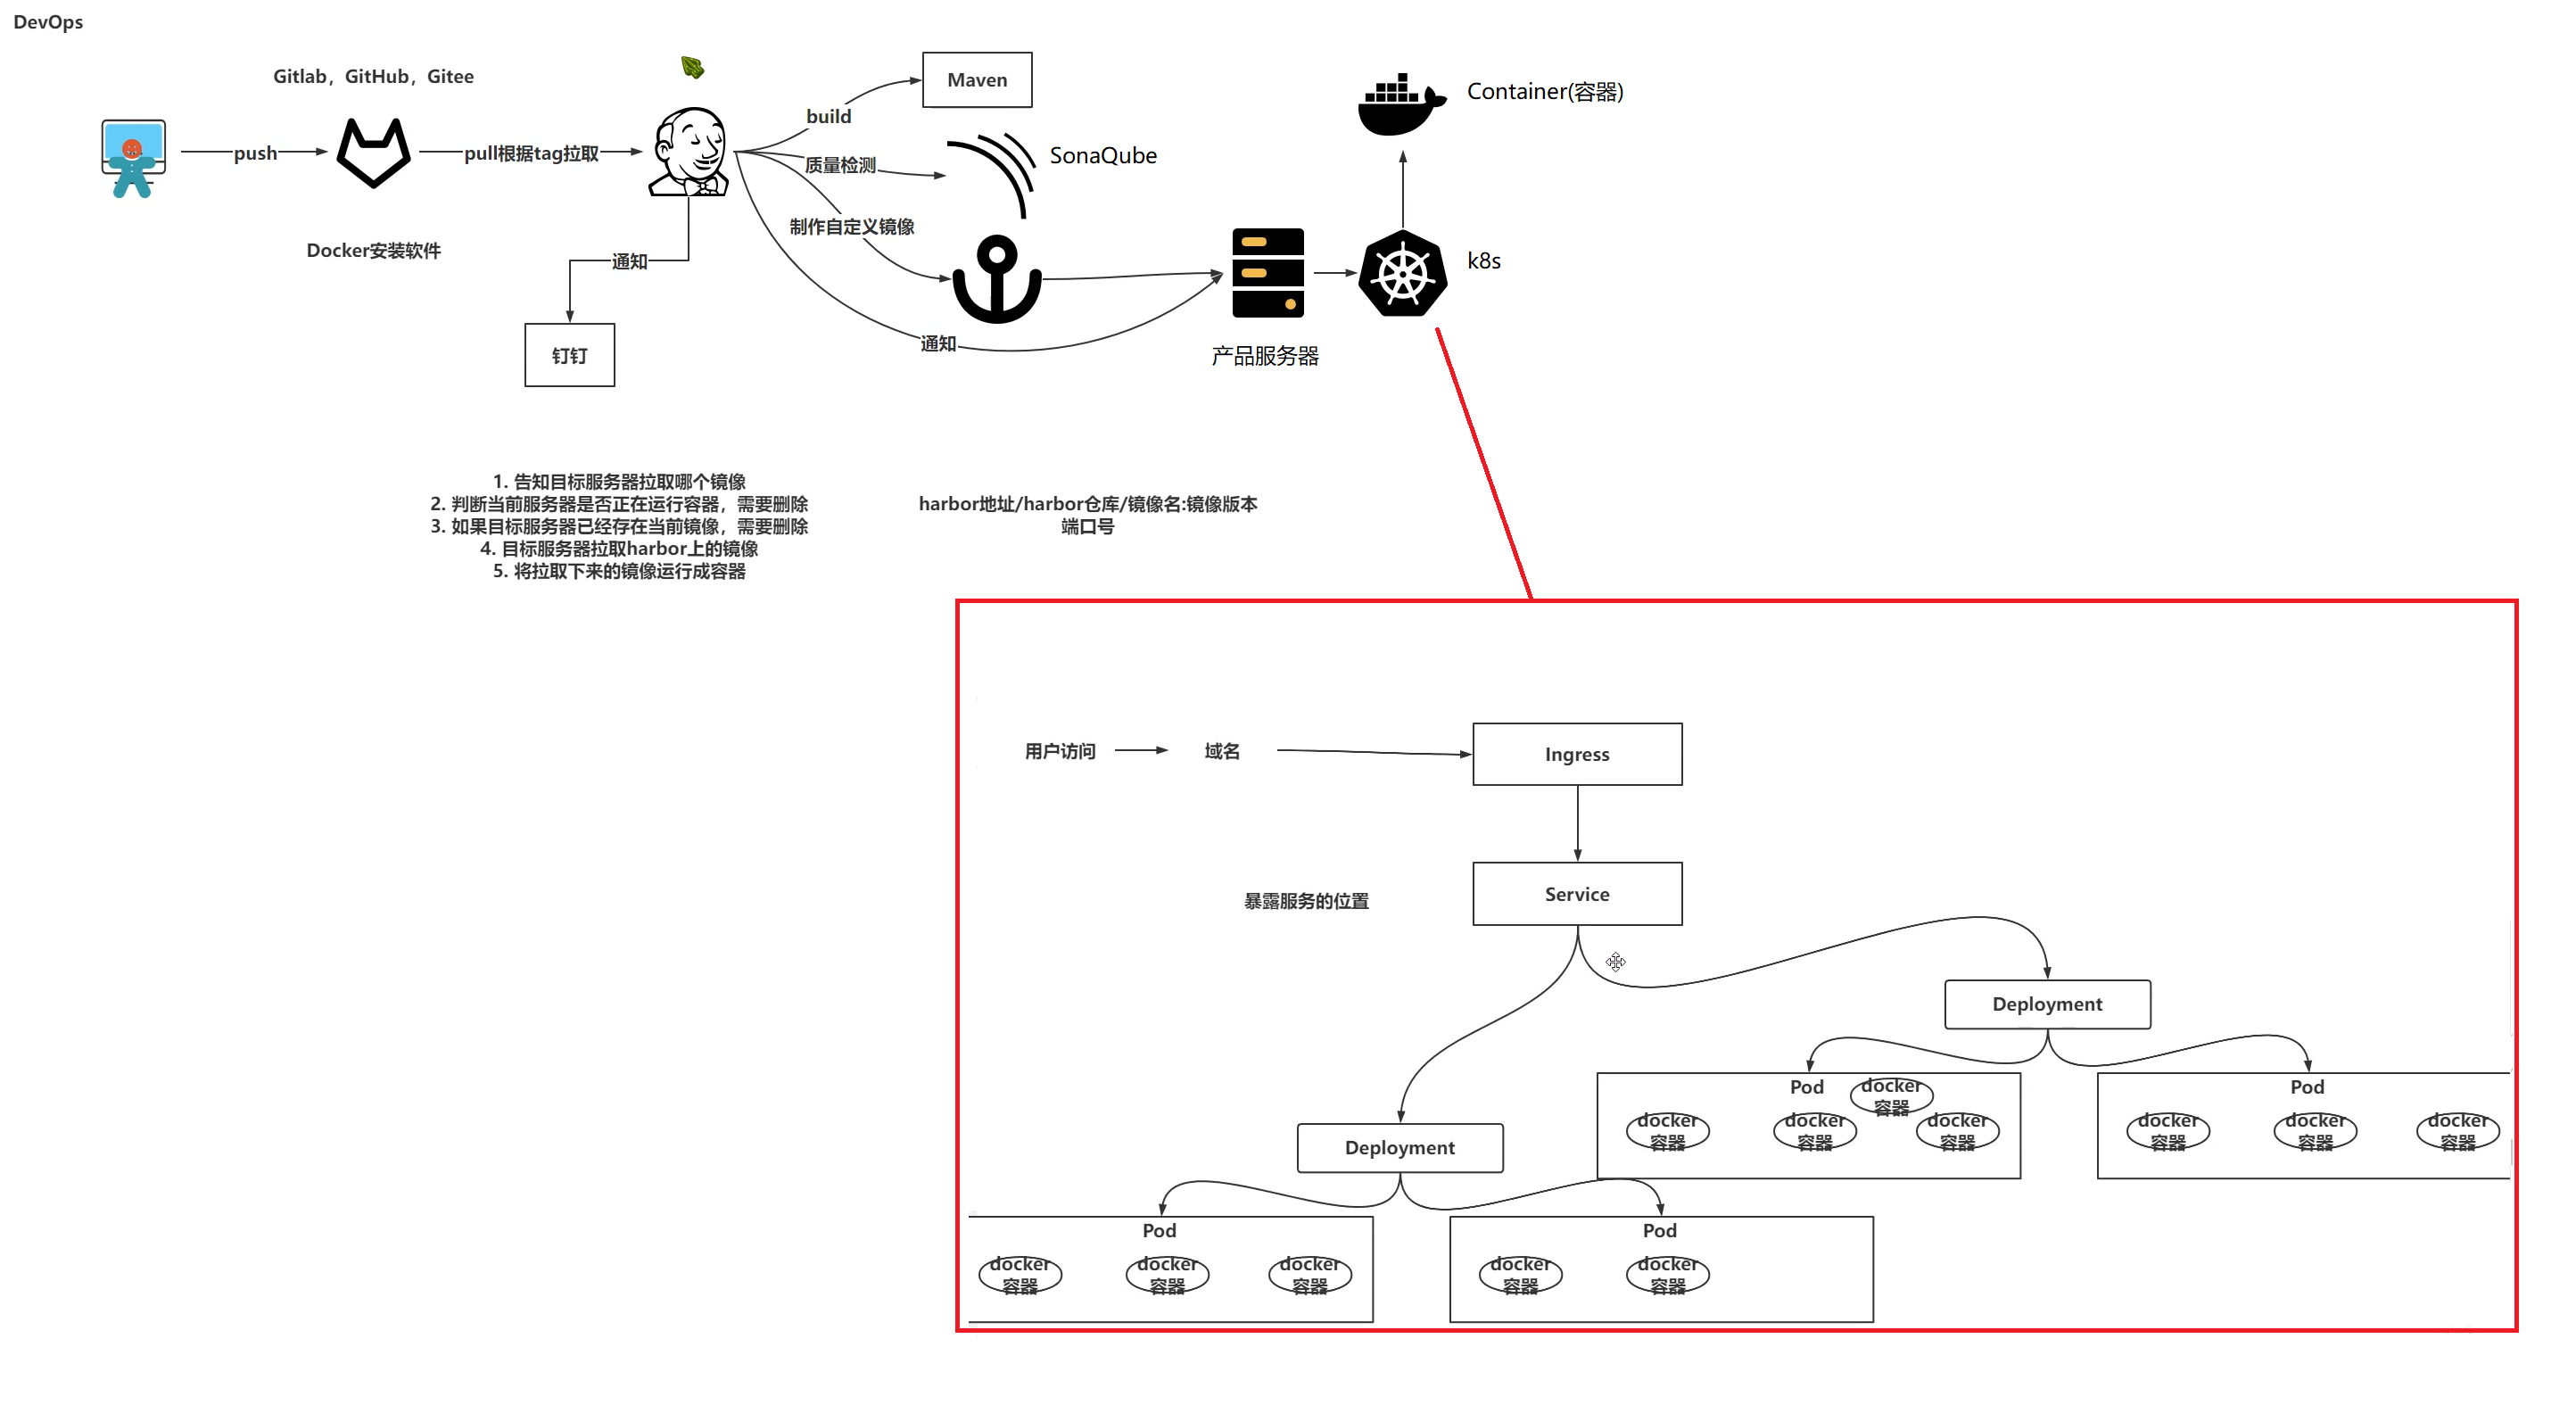 DevOps
Gitlab，GitHub，Gitee
push
pull根据tag拉取
build
Maven
质量检测
SonaQube
制作自定义镜像
Container(容器)
k8s
Docker安装软件
通知
通知
钉钉
产品服务器
1. 告知目标服务器拉取哪个镜像
2. 判断当前服务器是否正在运行容器，需要删除
3. 如果目标服务器已经存在当前镜像，需要删除
4. 目标服务器拉取harbor上的镜像
5. 将拉取下来的镜像运行成容器
harbor地址/harbor仓库/镜像名:镜像版本
端口号
用户访问
域名
Ingress
暴露服务的位置
Service
Deployment
Pod
docker
容器
docker
容器
docker
容器
docker
容器
Pod
docker
容器
docker
容器
docker
容器
Deployment
Pod
docker
容器
docker
容器
docker
容器
Pod
docker
容器
docker
容器